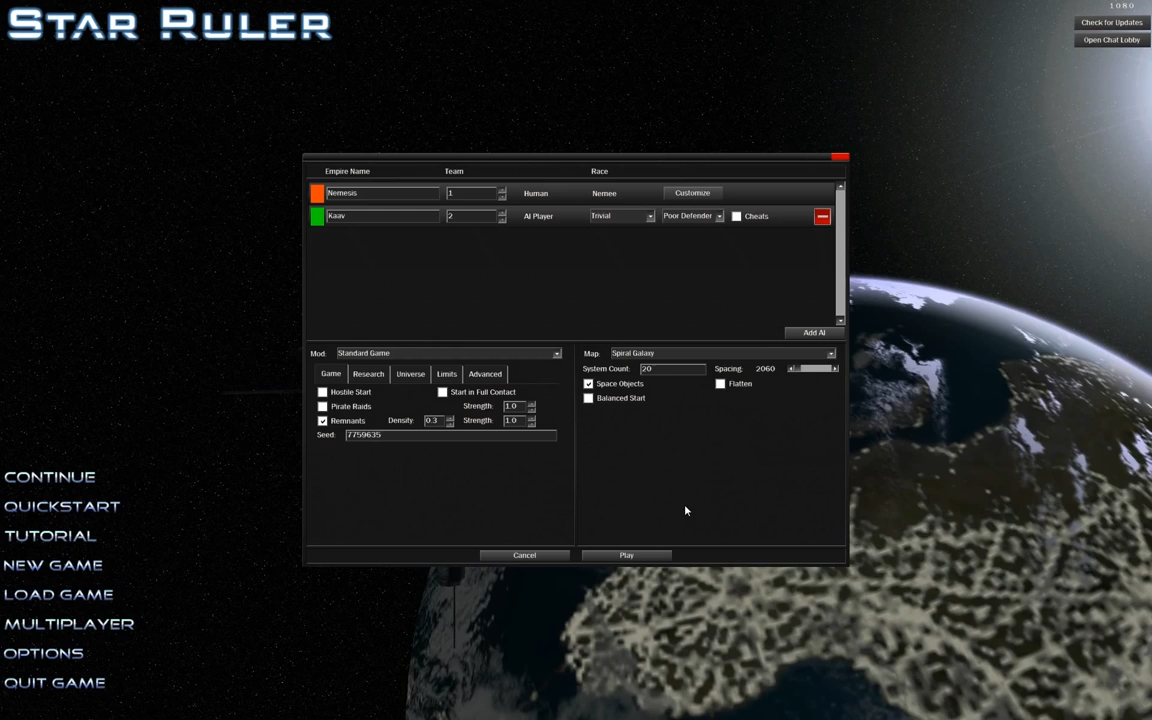 STAR RULER
1080
Check for Updates
Open Chat Lobby
Empire Name Team Race
Nemesis 1 Human Nemee Customize
Kaav 2 AI Player Trivial Poor Defender Cheats
Add AI
Mod: Standard Game
Game Research Universe Limits Advanced
Hostile Start Start in Full Contact
Pirate Raids Strength: 1.0
Remnants Density: 0.3 Strength: 1.0
Seed: 7759635
Map: Spiral Galaxy
System Count: 20 Spacing: 2060
Space Objects Flatten
Balanced Start
Cancel Play
CONTINUE
QUICKSTART
TUTORIAL
NEW GAME
LOAD GAME
MULTIPLAYER
OPTIONS
QUIT GAME